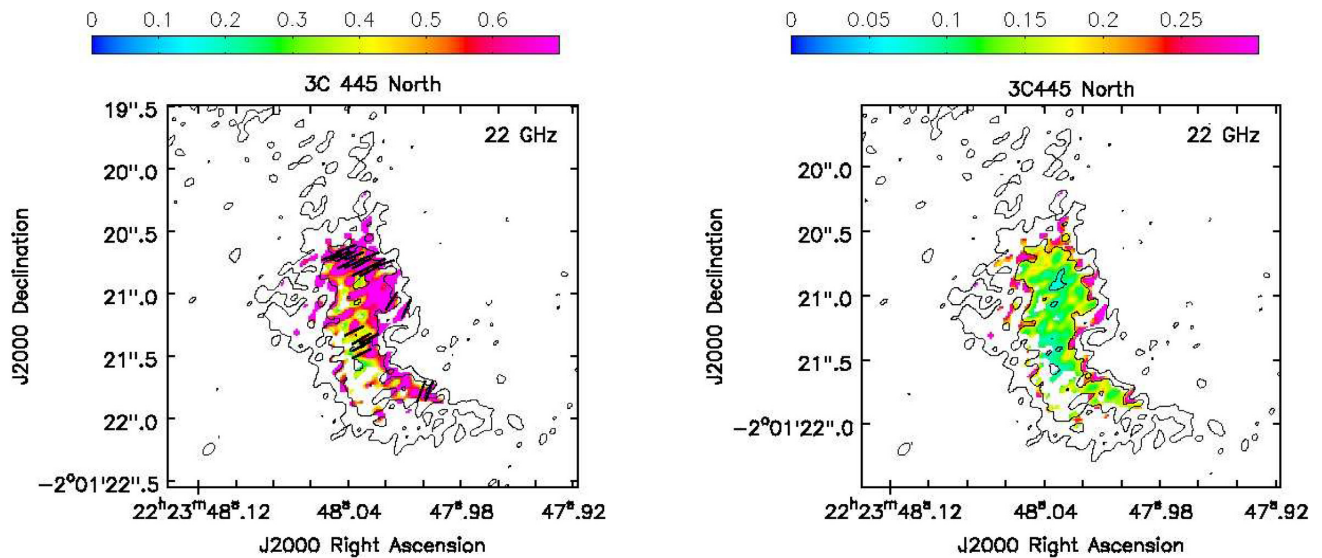 0 0.1 0.2 0.3 0.4 0.5 0.6
3C 445 North
22 GHz
19".5
20".0
20".5
21".0
21".5
22".0
−2°01'22".5
J2000 Declination
22ʰ23ᵐ48ˢ.12 48ˢ.04 47ˢ.98 47ˢ.92
J2000 Right Ascension
0 0.05 0.1 0.15 0.2 0.25
3C445 North
22 GHz
20".0
20".5
21".0
21".5
−2°01'22".0
J2000 Declination
22ʰ23ᵐ48ˢ.12 48ˢ.04 47ˢ.98 47ˢ.92
J2000 Right Ascension